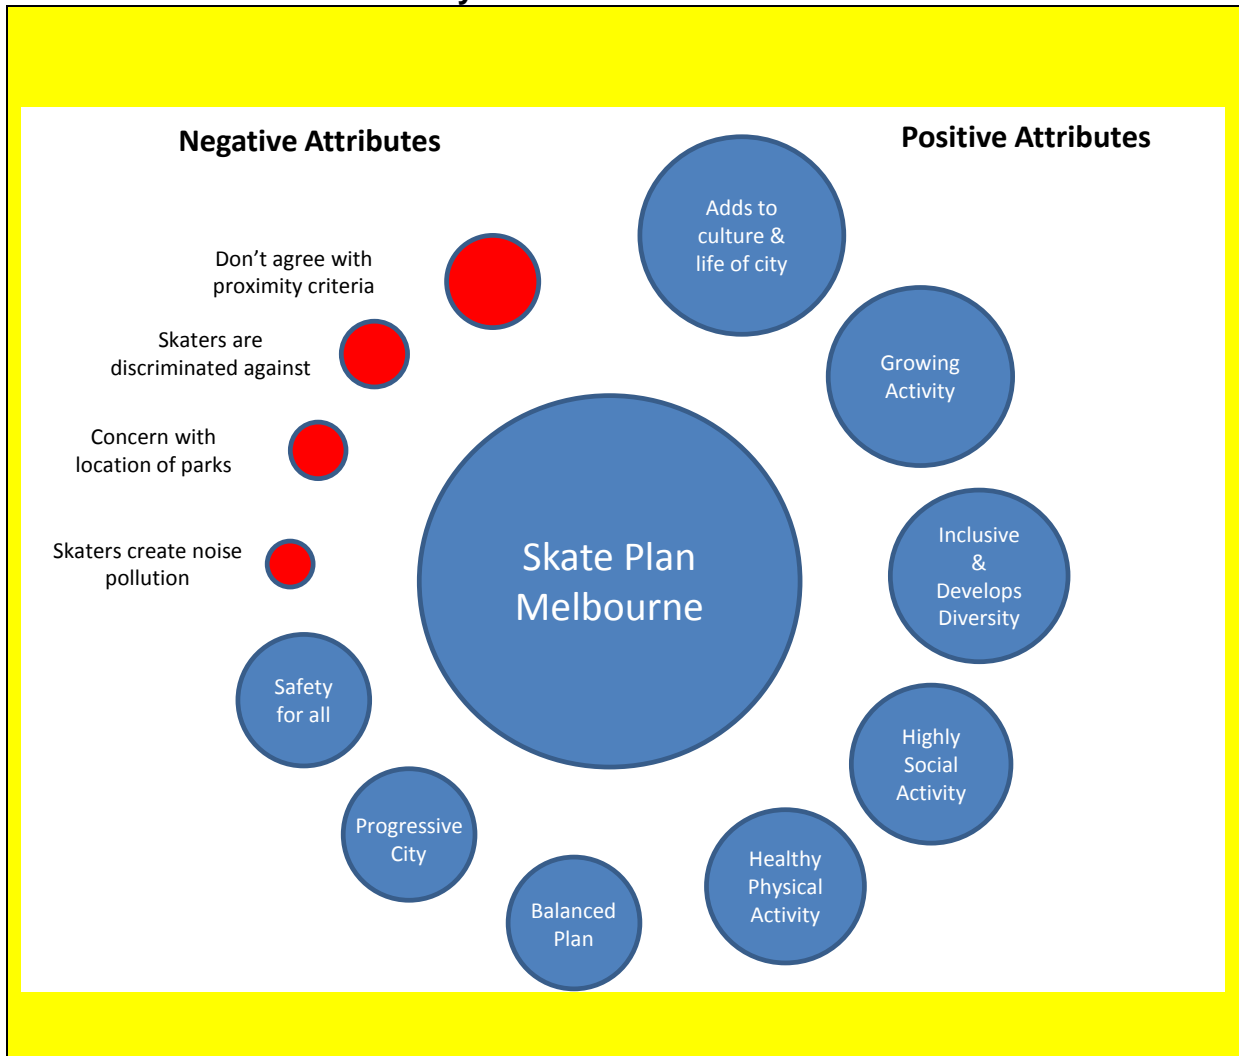 Negative Attributes
Positive Attributes
Adds to
culture &
life of city
Don't agree with
proximity criteria
Growing
Activity
Skaters are
discriminated against
Concern with
location of parks
Inclusive
&
Develops
Diversity
Skate Plan
Melbourne
Skaters create noise
pollution
Safety
for all
Highly
Social
Activity
Progressive
City
Healthy
Physical
Activity
Balanced
Plan